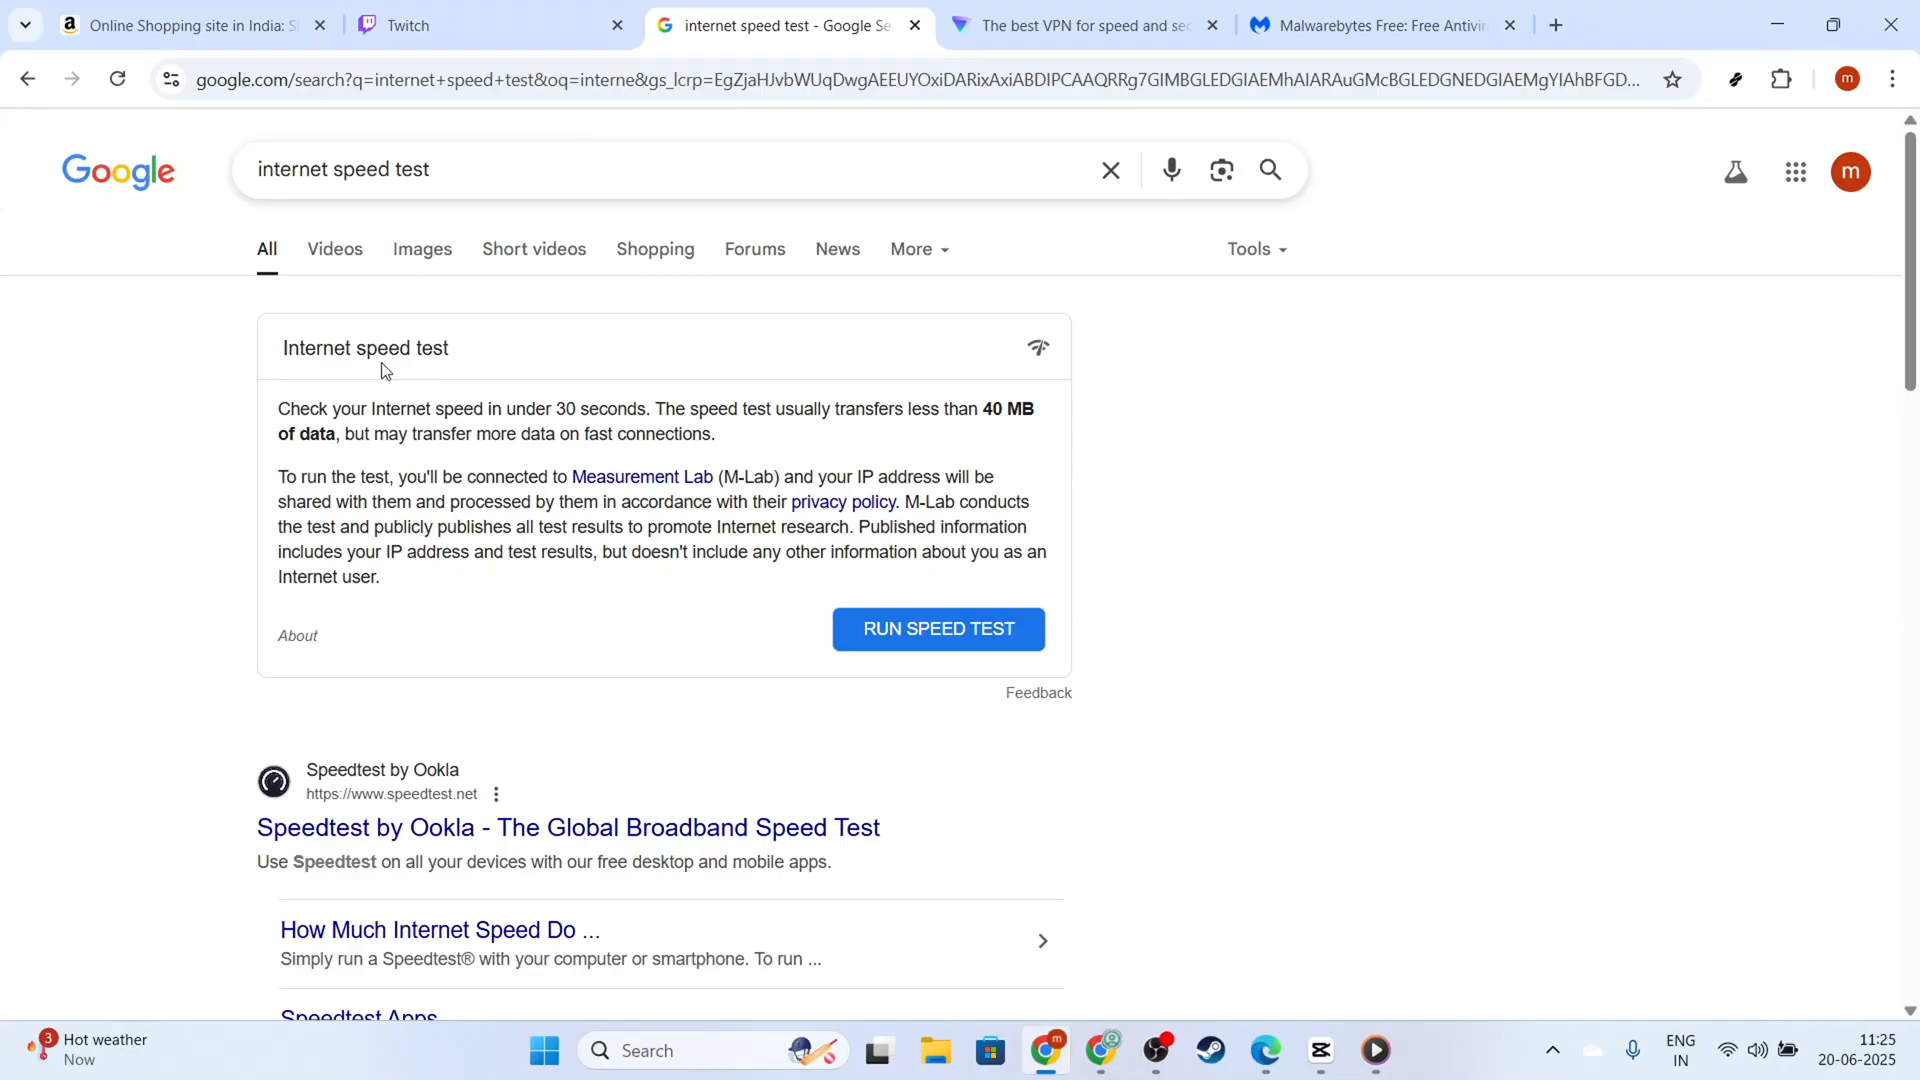 Online Shopping site in India: S
Twitch
internet speed test - Google Se
The best VPN for speed and sec
Malwarebytes Free: Free Antivir
google.com/search?q=internet+speed+test&oq=interne&gs_lcrp=EgZjaHJvbWUqDwgAEEUYOxiDARixAxiABDIPCAAQRRg7GIMBGLEDGIAEMhAIARAuGMcBGLEDGNEDGIAEMgYIAhBFGD...
m
Google
internet speed test
m
All
Videos
Images
Short videos
Shopping
Forums
News
More
Tools
Internet speed test
Check your Internet speed in under 30 seconds. The speed test usually transfers less than 40 MB
of data, but may transfer more data on fast connections.
To run the test, you'll be connected to Measurement Lab (M-Lab) and your IP address will be
shared with them and processed by them in accordance with their privacy policy. M-Lab conducts
the test and publicly publishes all test results to promote Internet research. Published information
includes your IP address and test results, but doesn't include any other information about you as an
Internet user.
About
RUN SPEED TEST
Feedback
Speedtest by Ookla
https://www.speedtest.net
Speedtest by Ookla - The Global Broadband Speed Test
Use Speedtest on all your devices with our free desktop and mobile apps.
How Much Internet Speed Do ...
Simply run a Speedtest® with your computer or smartphone. To run ...
Speedtest Apps
3
Hot weather
Now
Search
m
ENG
IN
11:25
20-06-2025